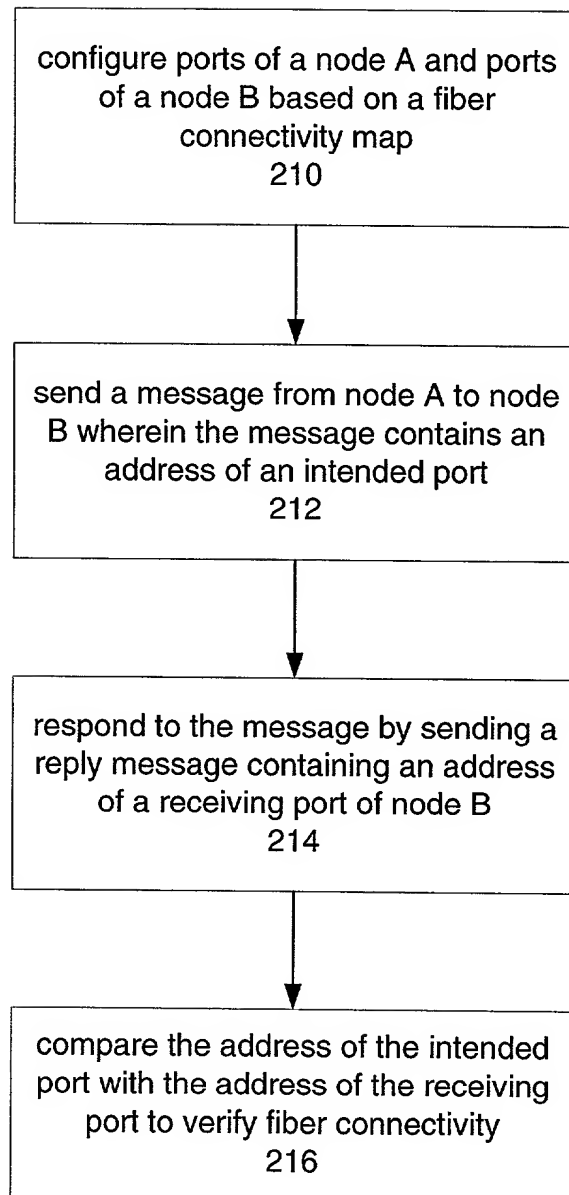 configure ports of a node A and ports
of a node B based on a fiber
connectivity map
210
send a message from node A to node
B wherein the message contains an
address of an intended port
212
respond to the message by sending a
reply message containing an address
of a receiving port of node B
214
compare the address of the intended
port with the address of the receiving
port to verify fiber connectivity
216